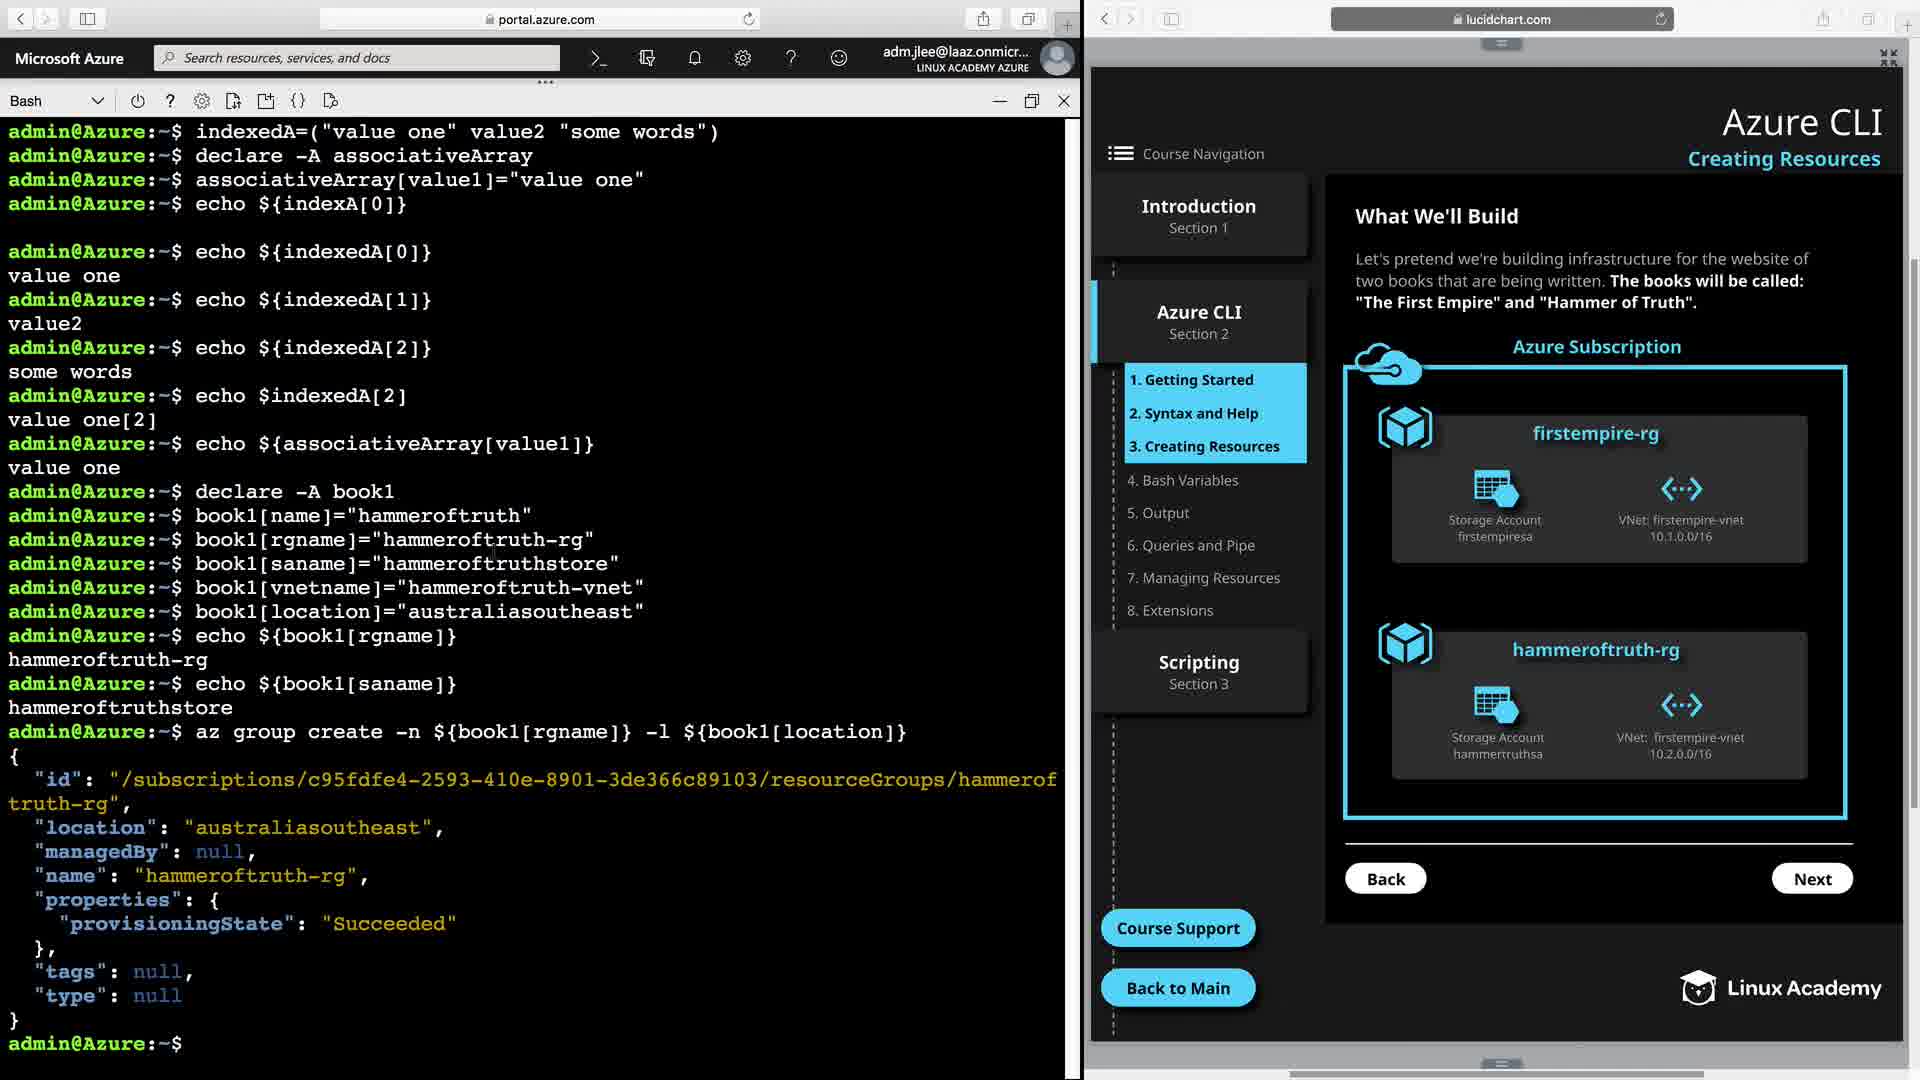 portal.azure.com
Microsoft Azure
Search resources, services, and docs
adm.jlee@laaz.onmicr...
LINUX ACADEMY AZURE
Bash
admin@Azure:~$ indexedA=("value one" value2 "some words")
admin@Azure:~$ declare -A associativeArray
admin@Azure:~$ associativeArray[value1]="value one"
admin@Azure:~$ echo ${indexA[0]}
admin@Azure:~$ echo ${indexedA[0]}
value one
admin@Azure:~$ echo ${indexedA[1]}
value2
admin@Azure:~$ echo ${indexedA[2]}
some words
admin@Azure:~$ echo $indexedA[2]
value one[2]
admin@Azure:~$ echo ${associativeArray[value1]}
value one
admin@Azure:~$ declare -A book1
admin@Azure:~$ book1[name]="hammeroftruth"
admin@Azure:~$ book1[rgname]="hammeroftruth-rg"
admin@Azure:~$ book1[saname]="hammeroftruthstore"
admin@Azure:~$ book1[vnetname]="hammeroftruth-vnet"
admin@Azure:~$ book1[location]="australiasoutheast"
admin@Azure:~$ echo ${book1[rgname]}
hammeroftruth-rg
admin@Azure:~$ echo ${book1[saname]}
hammeroftruthstore
admin@Azure:~$ az group create -n ${book1[rgname]} -l ${book1[location]}
{
"id": "/subscriptions/c95fdfe4-2593-410e-8901-3de366c89103/resourceGroups/hammerof
truth-rg",
"location": "australiasoutheast",
"managedBy": null,
"name": "hammeroftruth-rg",
"properties": {
"provisioningState": "Succeeded"
},
"tags": null,
"type": null
}
admin@Azure:~$
lucidchart.com
Azure CLI
Creating Resources
Course Navigation
Introduction
Section 1
Azure CLI
Section 2
1. Getting Started
2. Syntax and Help
3. Creating Resources
4. Bash Variables
5. Output
6. Queries and Pipe
7. Managing Resources
8. Extensions
Scripting
Section 3
Course Support
Back to Main
What We'll Build
Let's pretend we're building infrastructure for the website of
two books that are being written. The books will be called:
"The First Empire" and "Hammer of Truth".
Azure Subscription
firstempire-rg
Storage Account
firstempiresa
VNet: firstempire-vnet
10.1.0.0/16
hammeroftruth-rg
Storage Account
hammertruthsa
VNet: firstempire-vnet
10.2.0.0/16
Back
Next
Linux Academy